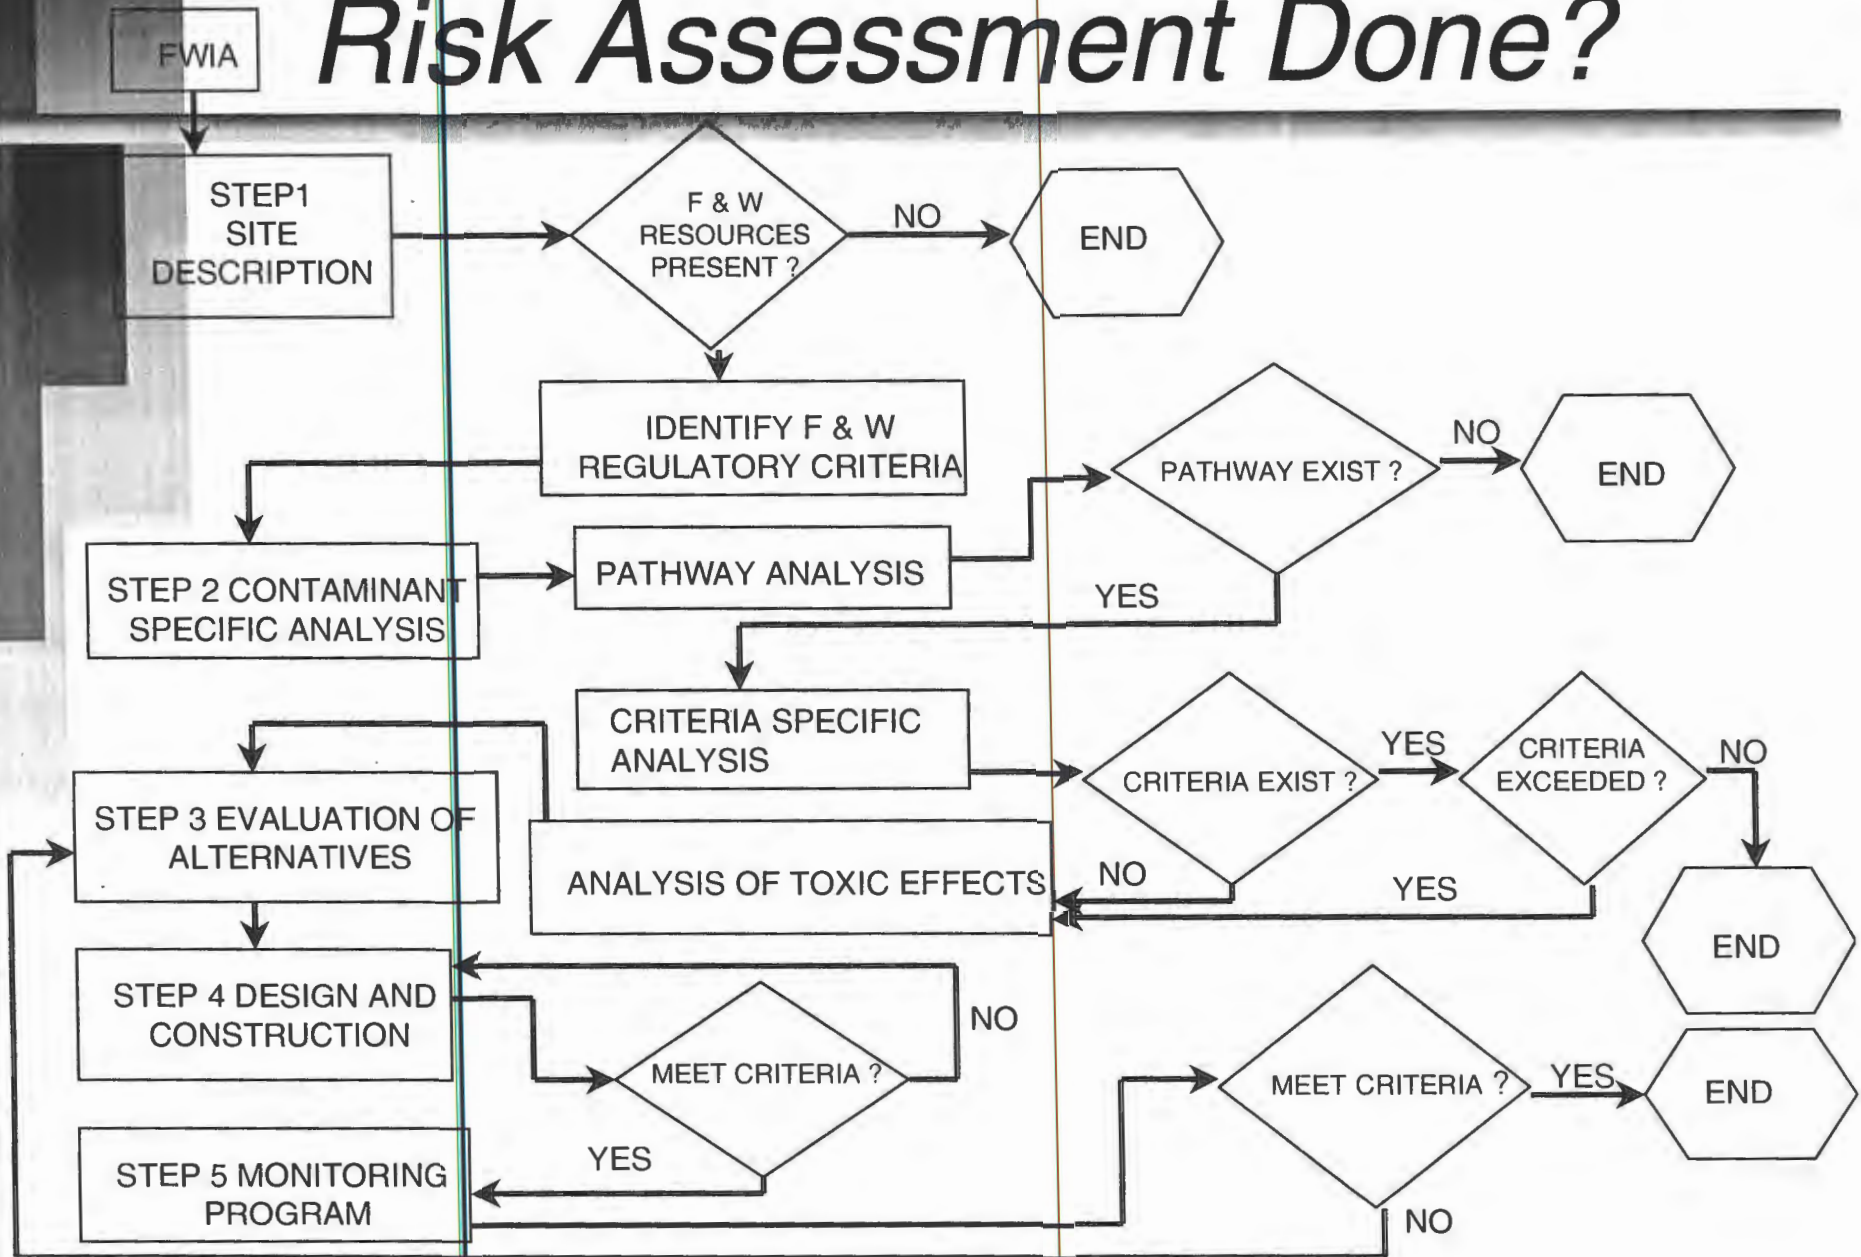 Risk Assessment Done?
FWIA
STEP1
SITE
DESCRIPTION
F & W
RESOURCES
PRESENT ?
NO
END
IDENTIFY F & W
REGULATORY CRITERIA
PATHWAY EXIST ?
NO
END
STEP 2 CONTAMINANT
SPECIFIC ANALYSIS
PATHWAY ANALYSIS
YES
CRITERIA SPECIFIC
ANALYSIS
CRITERIA EXIST ?
YES
CRITERIA
EXCEEDED ?
NO
STEP 3 EVALUATION OF
ALTERNATIVES
ANALYSIS OF TOXIC EFFECTS
NO
YES
END
STEP 4 DESIGN AND
CONSTRUCTION
MEET CRITERIA ?
NO
MEET CRITERIA ?
YES
END
STEP 5 MONITORING
PROGRAM
YES
NO